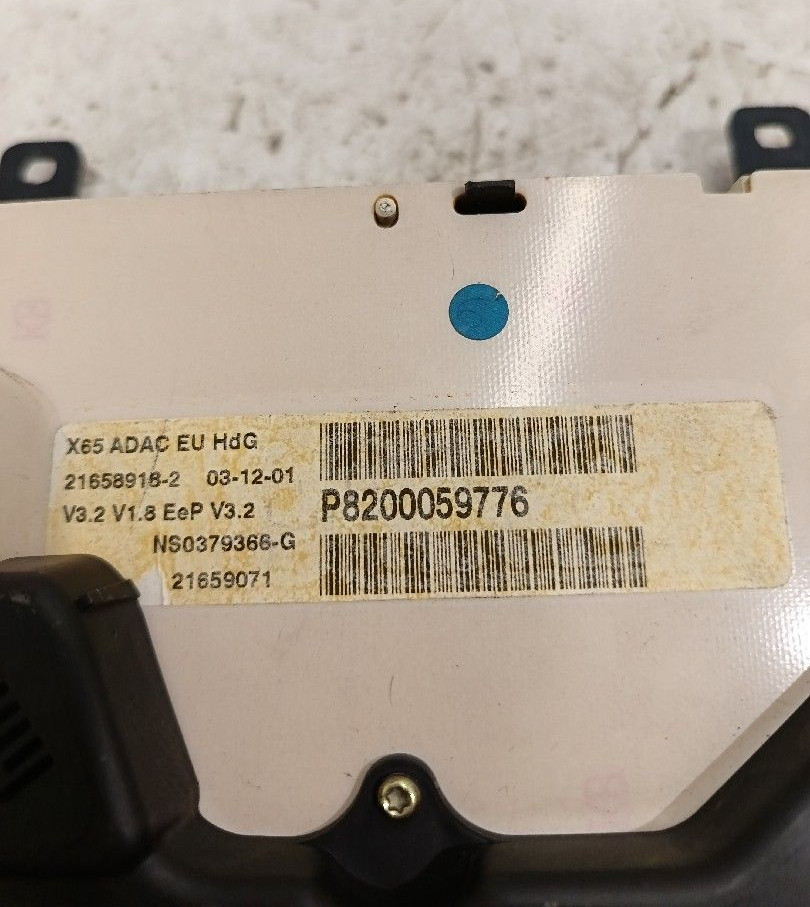 X65 ADAC EU HdG
21658918-2 03-12-01
V3.2 V1.8 EeP V3.2
NS0379366-G
21659071
P8200059776